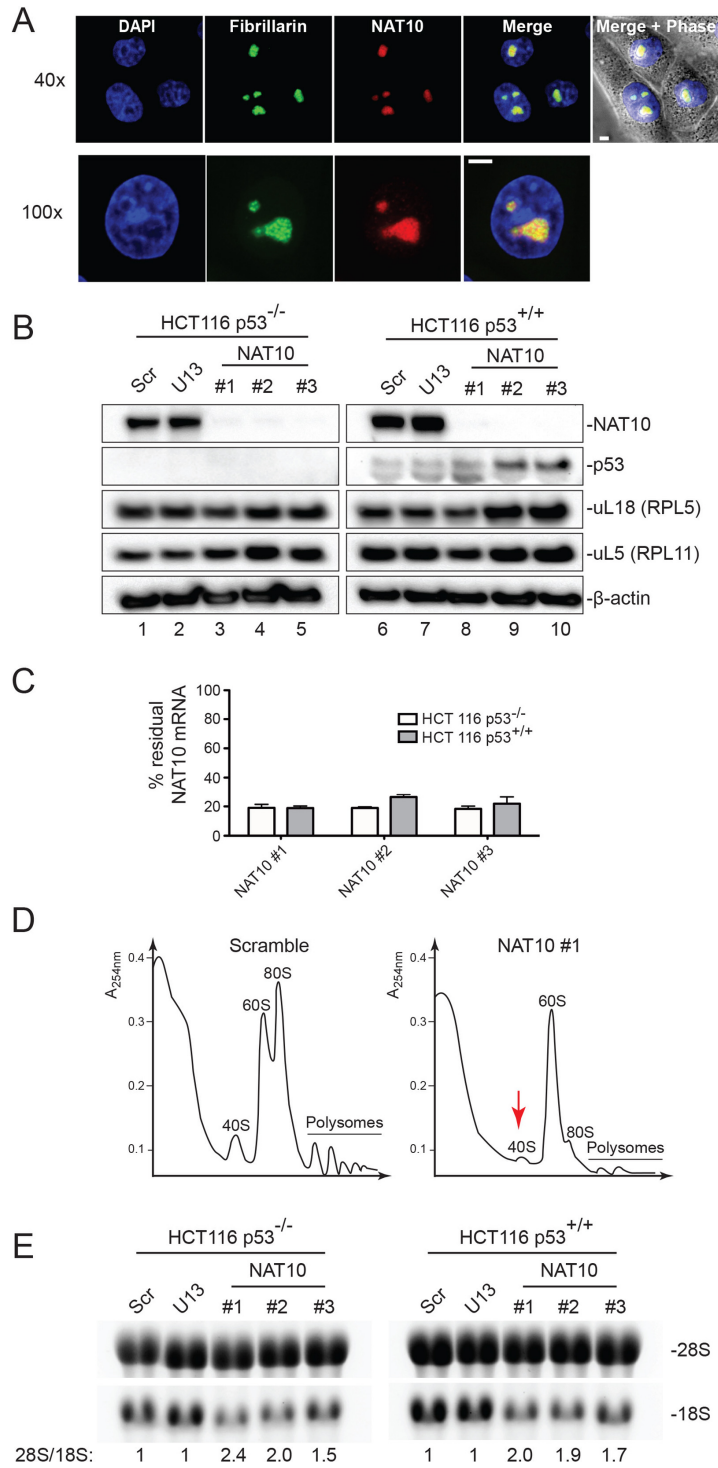 A
DAPI Fibrillarin NAT10 Merge Merge + Phase
40x
100x
B
HCT116 p53-/- HCT116 p53+/+
NAT10 NAT10
Scr U13 #1 #2 #3 Scr U13 #1 #2 #3
-NAT10
-p53
-uL18 (RPL5)
-uL5 (RPL11)
-β-actin
1 2 3 4 5 6 7 8 9 10
C
% residual
NAT10 mRNA
100
80
60
40
20
0
HCT 116 p53-/-
HCT 116 p53+/+
NAT10 #1 NAT10 #2 NAT10 #3
D
Scramble NAT10 #1
A254nm A254nm
0.4 0.4
0.3 0.3
0.2 0.2
0.1 0.1
40S 60S 80S Polysomes
40S 60S 80S Polysomes
E
HCT116 p53-/- HCT116 p53+/+
NAT10 NAT10
Scr U13 #1 #2 #3 Scr U13 #1 #2 #3
-28S
-18S
28S/18S: 1 1 2.4 2.0 1.5 1 1 2.0 1.9 1.7